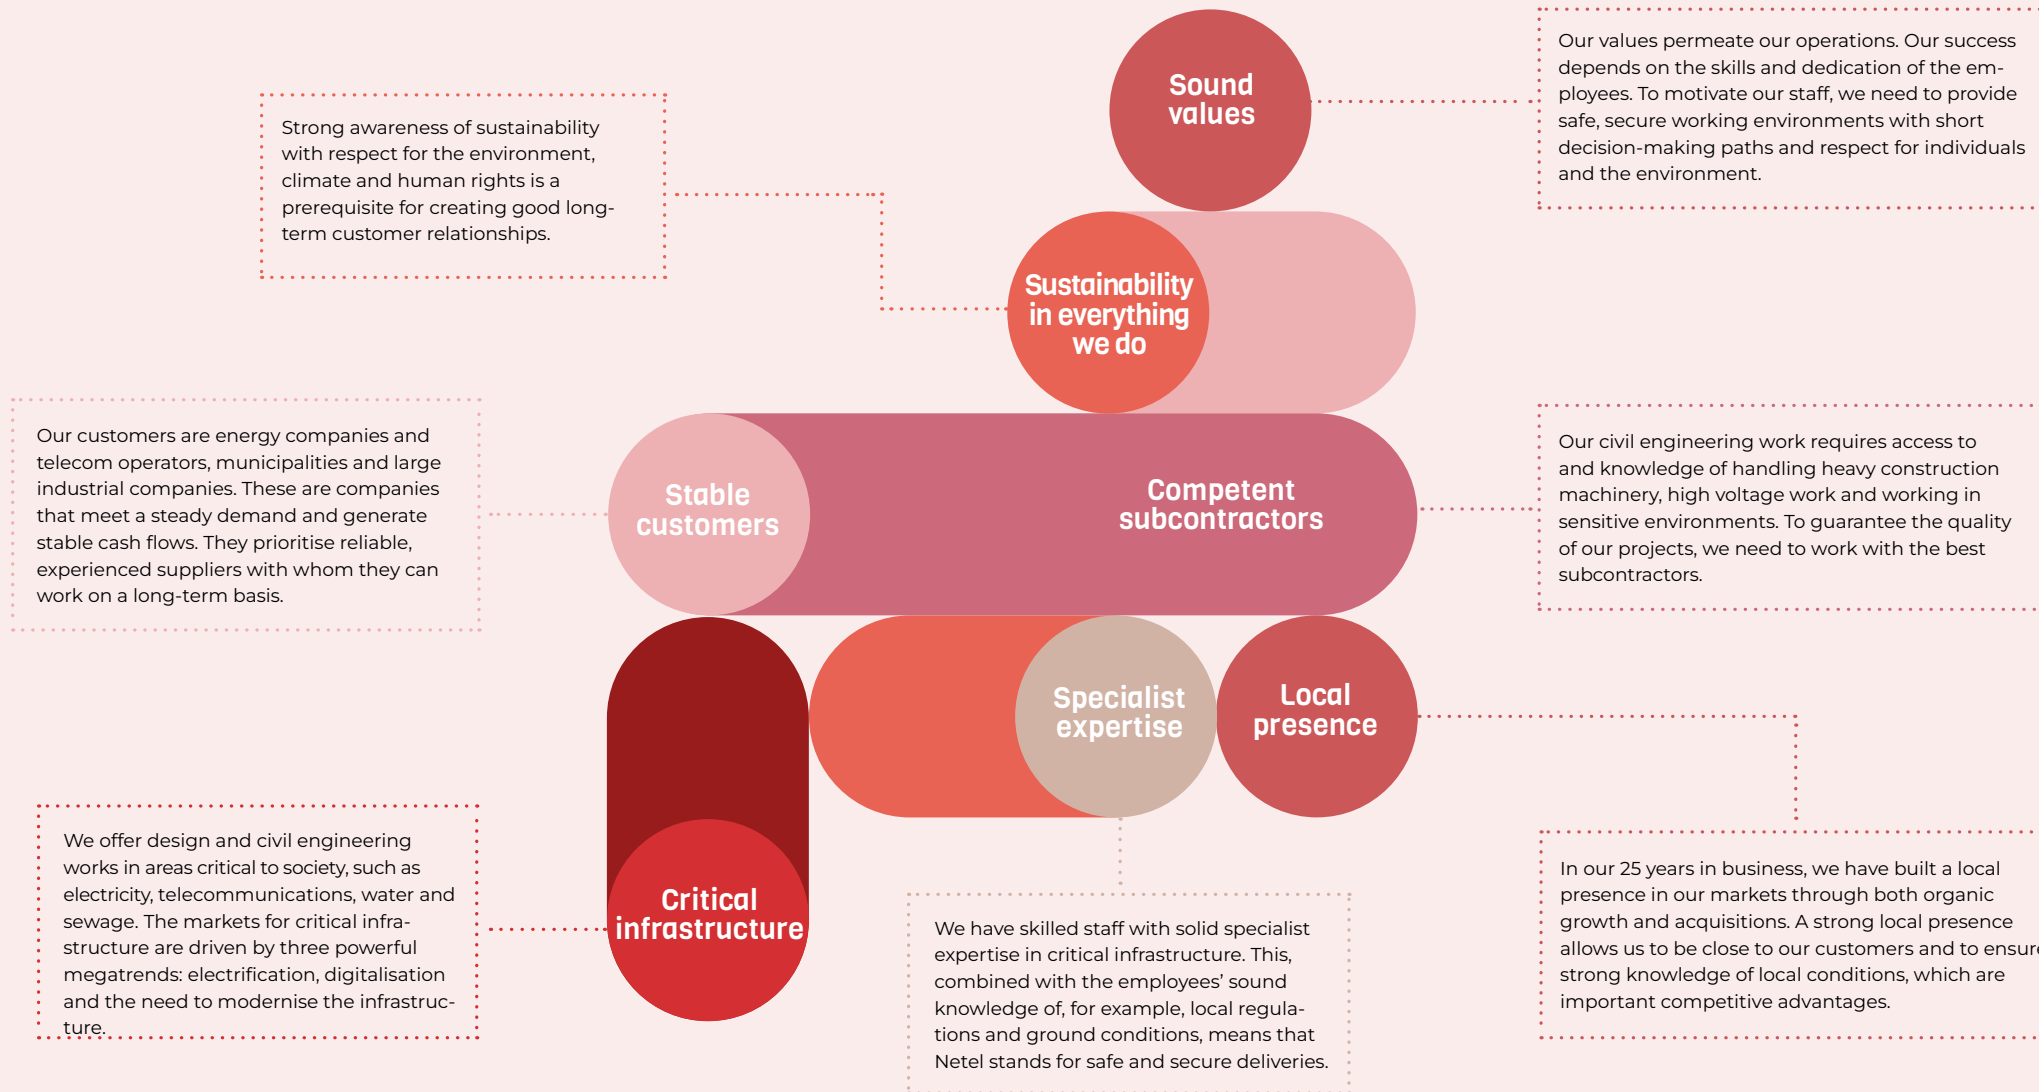 Sound
values
Our values permeate our operations. Our success
depends on the skills and dedication of the em-
ployees. To motivate our staff, we need to provide
safe, secure working environments with short
decision-making paths and respect for individuals
and the environment.
Strong awareness of sustainability
with respect for the environment,
climate and human rights is a
prerequisite for creating good long-
term customer relationships.
Sustainability
in everything
we do
Our customers are energy companies and
telecom operators, municipalities and large
industrial companies. These are companies
that meet a steady demand and generate
stable cash flows. They prioritise reliable,
experienced suppliers with whom they can
work on a long-term basis.
Stable
customers
Competent
subcontractors
Our civil engineering work requires access to
and knowledge of handling heavy construction
machinery, high voltage work and working in
sensitive environments. To guarantee the quality
of our projects, we need to work with the best
subcontractors.
Specialist
expertise
Local
presence
We offer design and civil engineering
works in areas critical to society, such as
electricity, telecommunications, water and
sewage. The markets for critical infra-
structure are driven by three powerful
megatrends: electrification, digitalisation
and the need to modernise the infrastruc-
ture.
Critical
infrastructure
We have skilled staff with solid specialist
expertise in critical infrastructure. This,
combined with the employees’ sound
knowledge of, for example, local regula-
tions and ground conditions, means that
Netel stands for safe and secure deliveries.
In our 25 years in business, we have built a local
presence in our markets through both organic
growth and acquisitions. A strong local presence
allows us to be close to our customers and to ensure
strong knowledge of local conditions, which are
important competitive advantages.